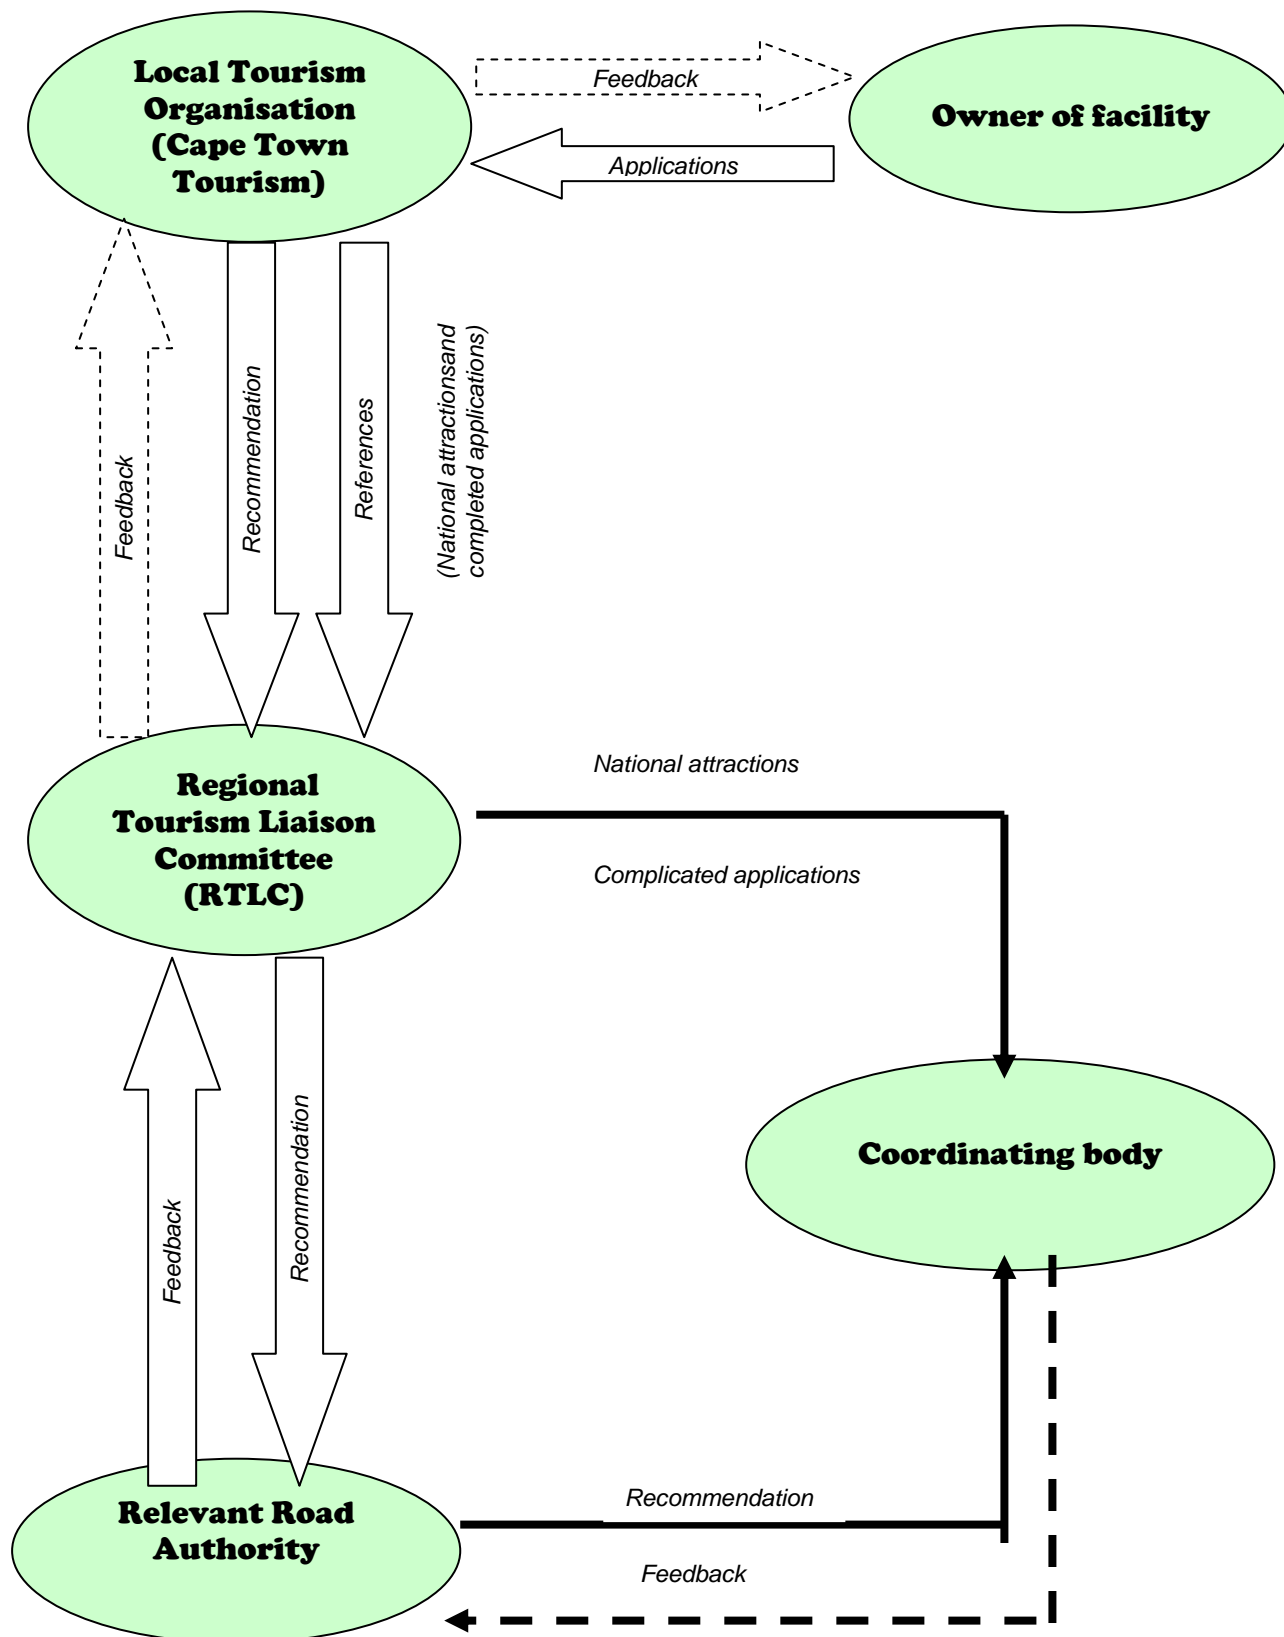 Local Tourism
Organisation
(Cape Town
Tourism)
Feedback
Owner of facility
Applications
Feedback
Recommendation
References
(National attractionsand
completed applications)
Regional
Tourism Liaison
Committee
(RTLC)
National attractions
Complicated applications
Feedback
Recommendation
Coordinating body
Relevant Road
Authority
Recommendation
Feedback